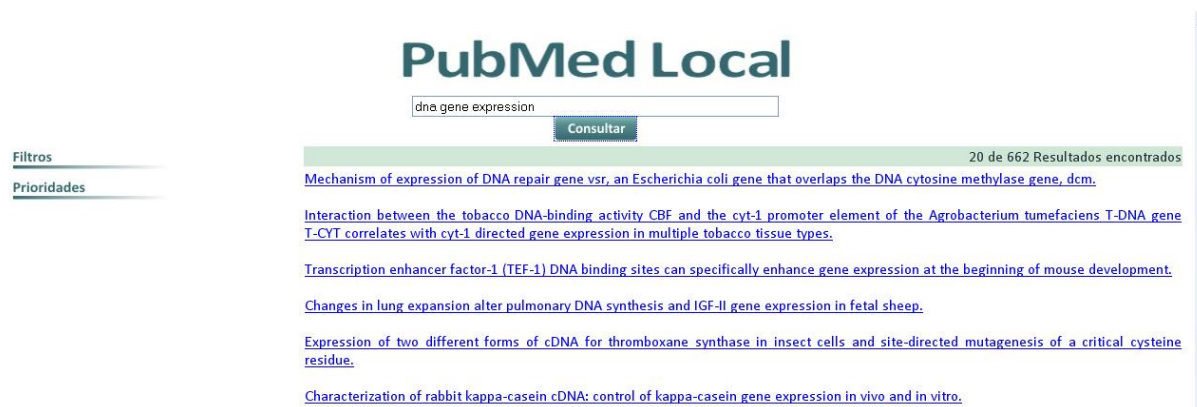 PubMed Local
dna gene expression
Consultar
Filtros
20 de 662 Resultados encontrados
Prioridades
Mechanism of expression of DNA repair gene vsr, an Escherichia coli gene that overlaps the DNA cytosine methylase gene, dcm.
Interaction between the tobacco DNA-binding activity CBF and the cyt-1 promoter element of the Agrobacterium tumefaciens T-DNA gene
T-CYT correlates with cyt-1 directed gene expression in multiple tobacco tissue types.
Transcription enhancer factor-1 (TEF-1) DNA binding sites can specifically enhance gene expression at the beginning of mouse development.
Changes in lung expansion alter pulmonary DNA synthesis and IGF-II gene expression in fetal sheep.
Expression of two different forms of cDNA for thromboxane synthase in insect cells and site-directed mutagenesis of a critical cysteine
residue.
Characterization of rabbit kappa-casein cDNA: control of kappa-casein gene expression in vivo and in vitro.